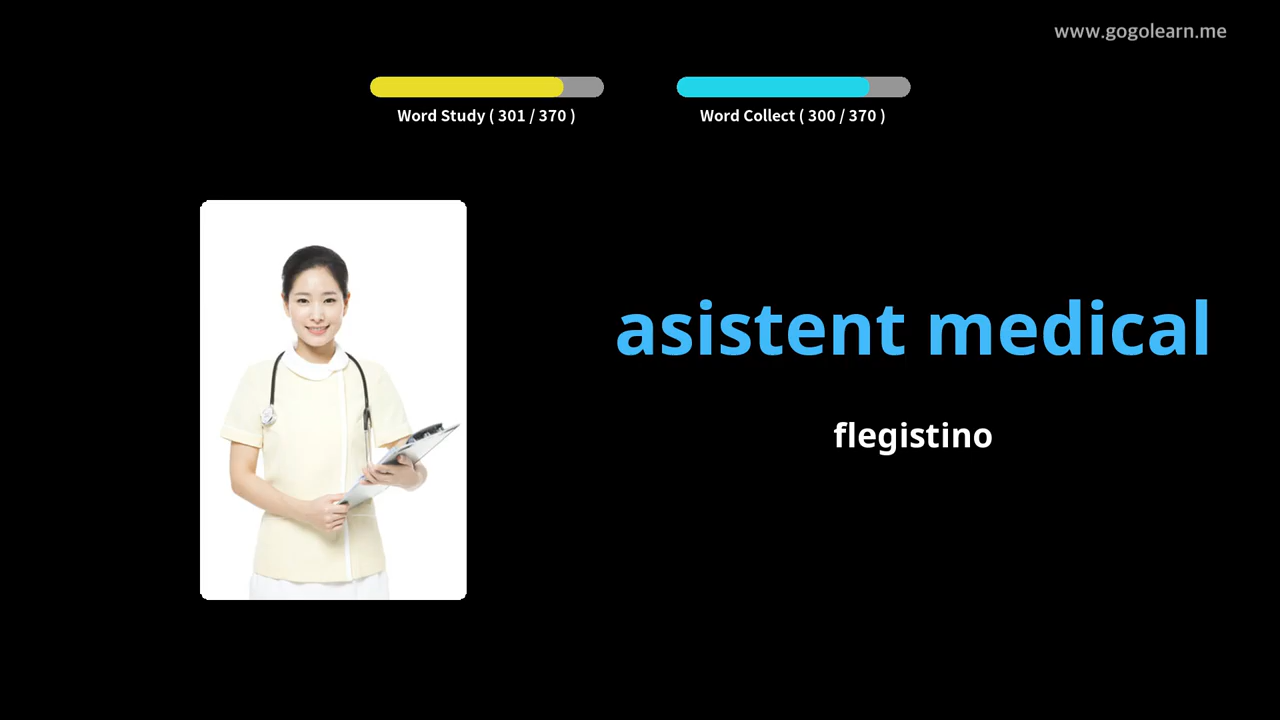 www.gogolearn.me
Word Study ( 301 / 370 )
Word Collect ( 300 / 370 )
asistent medical
flegistino